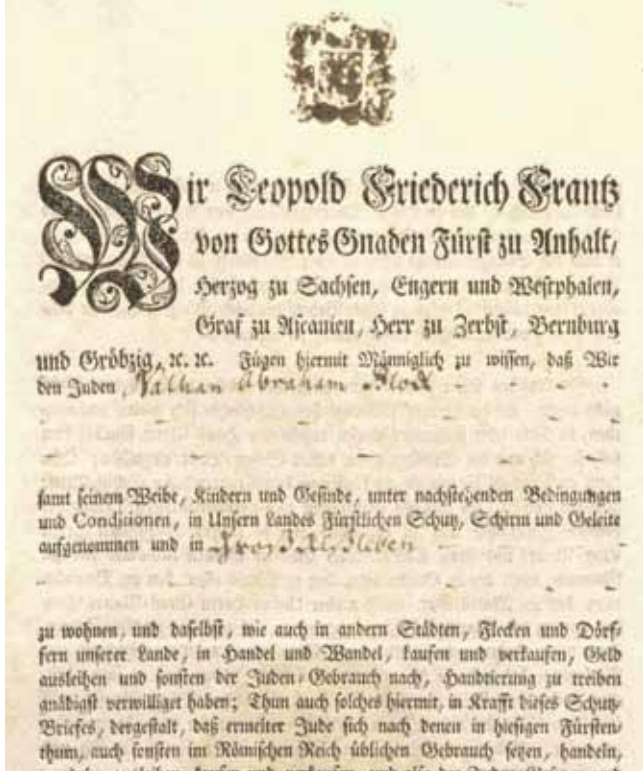 Wir Leopold Friederich Frantz
von Gottes Gnaden Fürst zu Anhalt,
Herzog zu Sachsen, Engern und Westphalen,
Graf zu Ascanien, Herr zu Zerbst, Bernburg
und Gröbzig, ꝛc. ꝛc. Fügen hiermit Männiglich zu wissen, daß Wir
den Juden Nathan Abraham
samt seinem Weibe, Kindern und Gesinde, unter nachstehenden Bedingungen
und Conditionen, in Unsern Landes Fürstlichen Schutz, Schirm und Geleite
aufgenommen und in Groß Alsleben
zu wohnen, und daselbst, wie auch in andern Städten, Flecken und Dörf-
fern unserer Lande, in Handel und Wandel, kaufen und verkaufen, Geld
ausleihen und sonsten der Juden-Gebrauch nach, Handtierung zu treiben
gnädigst verwilliget haben; Thun auch solches hiermit, in Krafft dieses Schutz-
Briefes, dergestalt, daß ermelter Jude sich nach denen in hiesigen Fürsten-
thum, auch sonsten im Römischen Reich üblichen Gebrauch setzen, handeln,